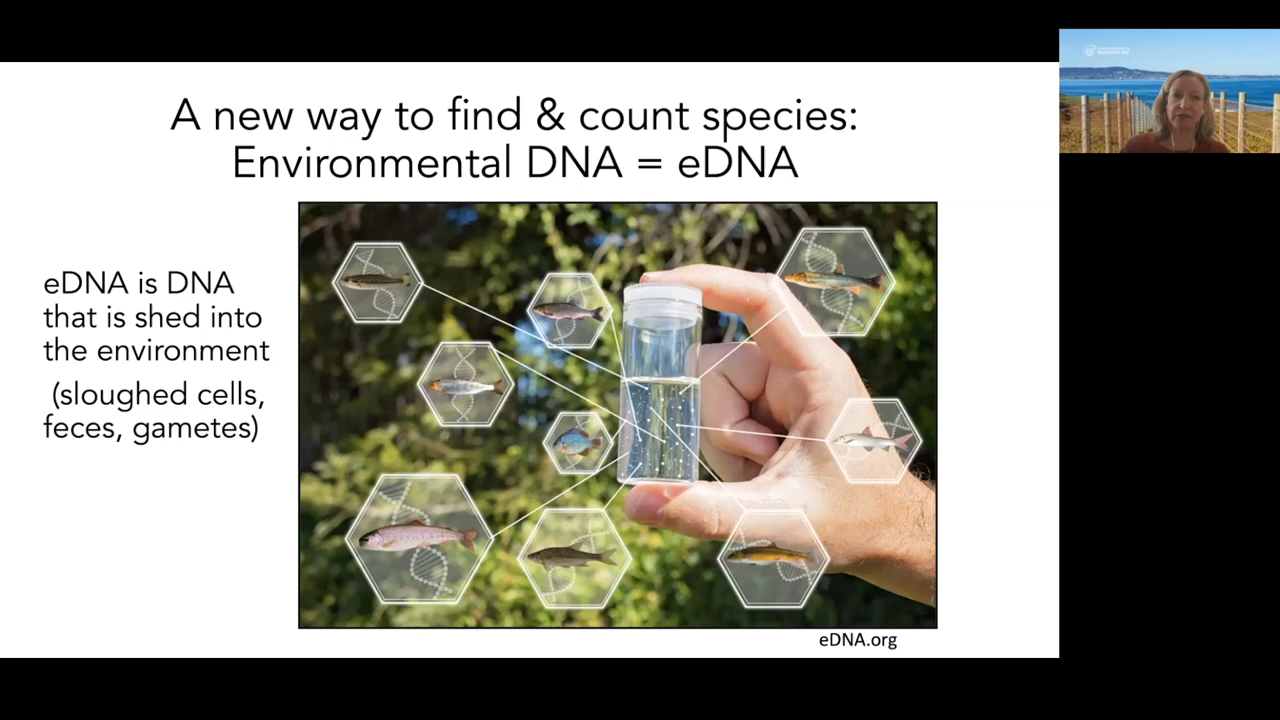 A new way to find & count species:
Environmental DNA = eDNA
eDNA is DNA
that is shed into
the environment
(sloughed cells,
feces, gametes)
eDNA.org